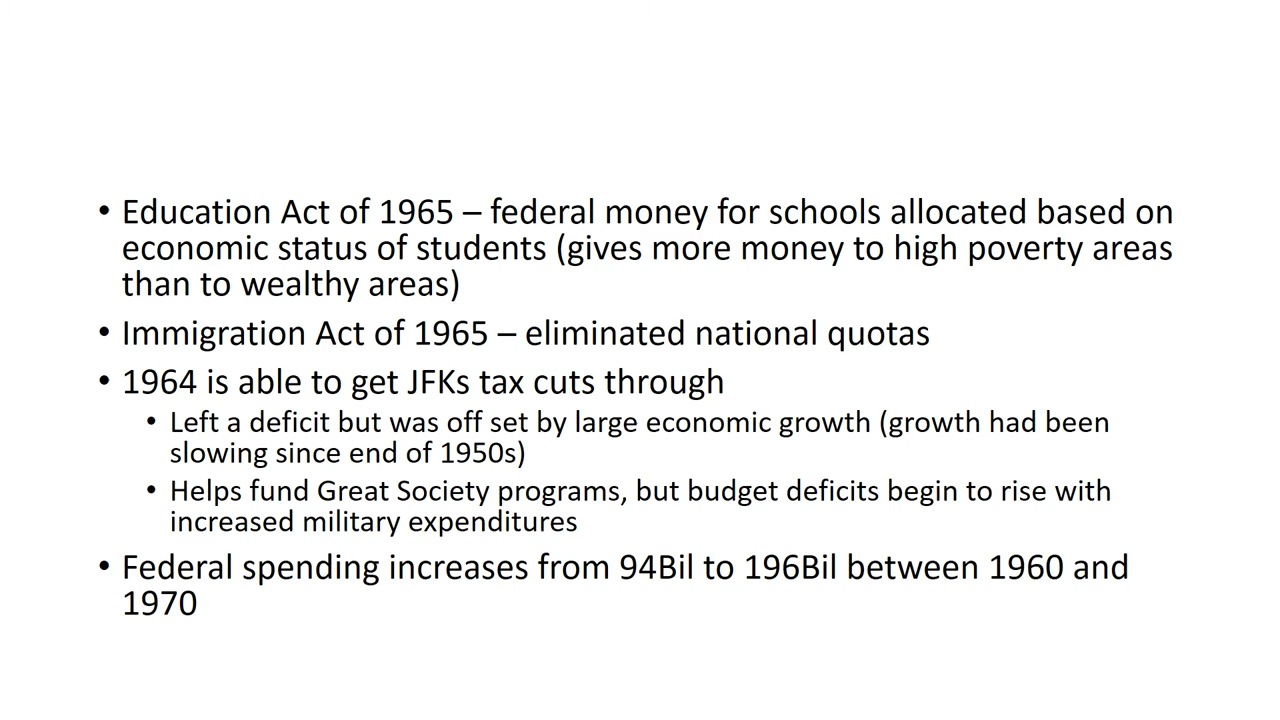 • Education Act of 1965 – federal money for schools allocated based on
economic status of students (gives more money to high poverty areas
than to wealthy areas)
• Immigration Act of 1965 – eliminated national quotas
• 1964 is able to get JFKs tax cuts through
• Left a deficit but was off set by large economic growth (growth had been
slowing since end of 1950s)
• Helps fund Great Society programs, but budget deficits begin to rise with
increased military expenditures
• Federal spending increases from 94Bil to 196Bil between 1960 and
1970